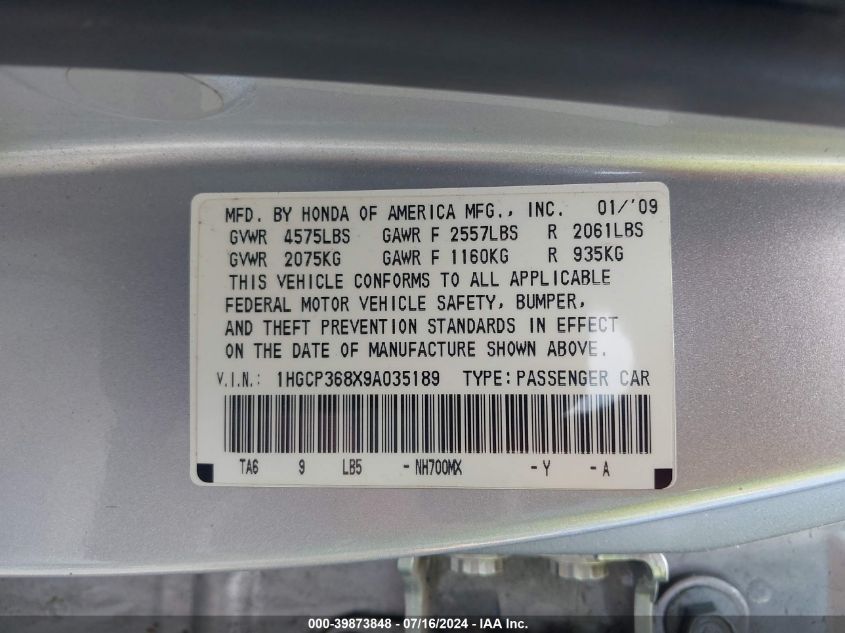 MFD. BY HONDA OF AMERICA MFG., INC. 01/'09
GVWR 4575LBS GAWR F 2557LBS R 2061LBS
GVWR 2075KG GAWR F 1160KG R 935KG
THIS VEHICLE CONFORMS TO ALL APPLICABLE
FEDERAL MOTOR VEHICLE SAFETY, BUMPER,
AND THEFT PREVENTION STANDARDS IN EFFECT
ON THE DATE OF MANUFACTURE SHOWN ABOVE.
V.I.N.: 1HGCP368X9A035189 TYPE: PASSENGER CAR
TA6 9 LB5 - NH700MX - Y - A
000-39873848 - 07/16/2024 - IAA Inc.